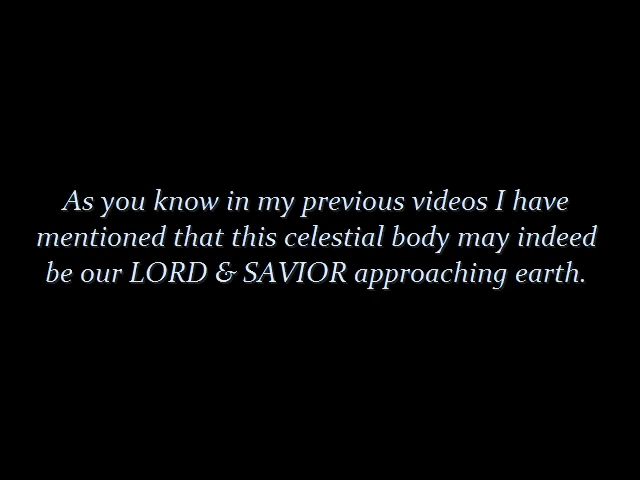 As you know in my previous videos I have
mentioned that this celestial body may indeed
be our LORD & SAVIOR approaching earth.